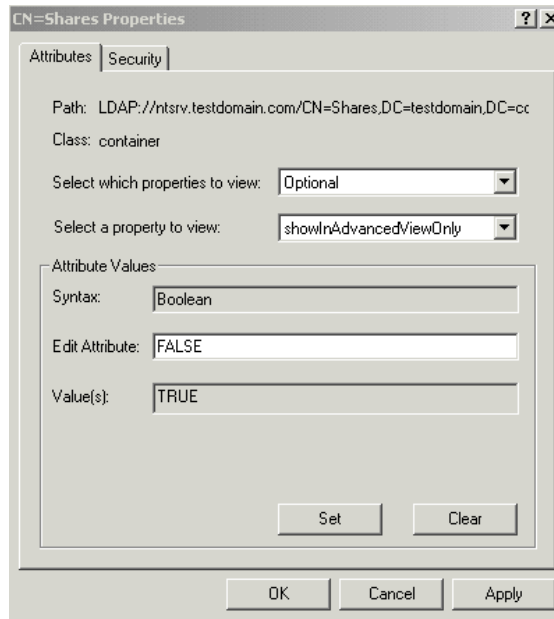 CN=Shares Properties
Attributes
Security
Path: LDAP://ntsrv.testdomain.com/CN=Shares,DC=testdomain,DC=cc
Class: container
Select which properties to view: Optional
Select a property to view: showInAdvancedViewOnly
Attribute Values
Syntax: Boolean
Edit Attribute: FALSE
Value(s): TRUE
Set Clear
OK Cancel Apply